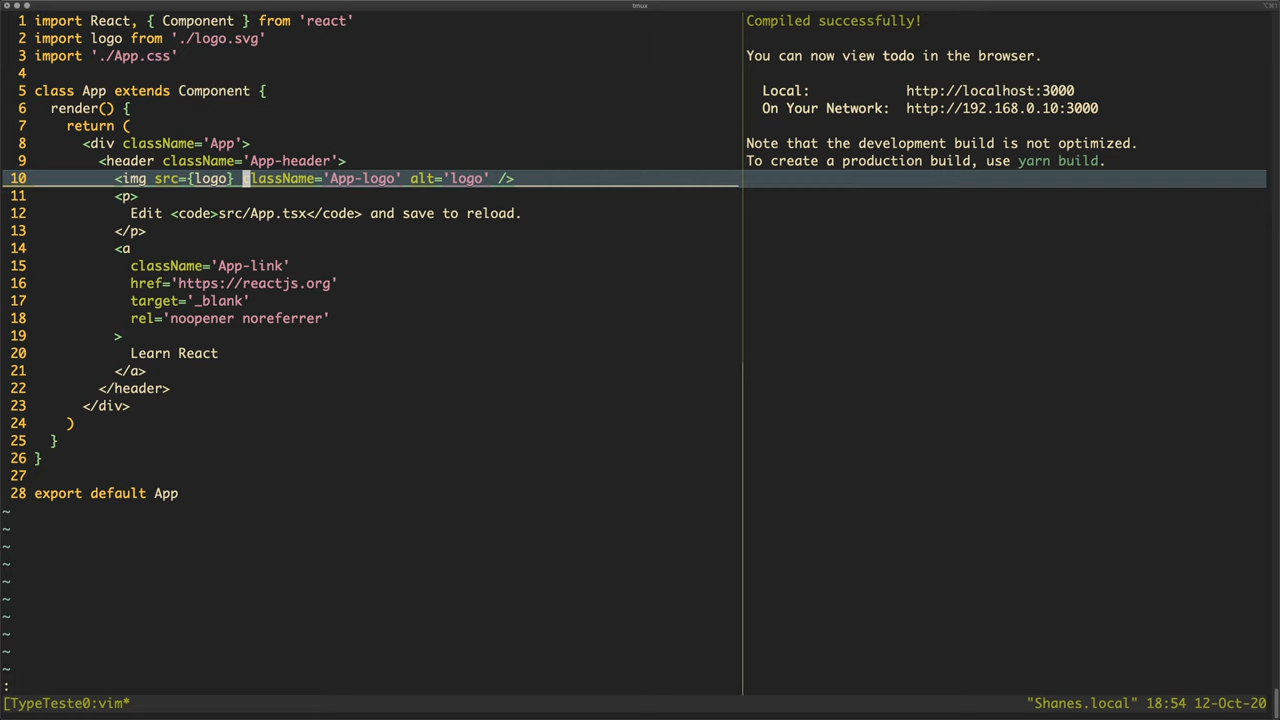 tmux
1 import React, { Component } from 'react'
2 import logo from './logo.svg'
3 import './App.css'
4
5 class App extends Component {
6   render() {
7     return (
8       <div className='App'>
9         <header className='App-header'>
10           <img src={logo} className='App-logo' alt='logo' />
11           <p>
12             Edit <code>src/App.tsx</code> and save to reload.
13           </p>
14           <a
15             className='App-link'
16             href='https://reactjs.org'
17             target='_blank'
18             rel='noopener noreferrer'
19           >
20             Learn React
21           </a>
22         </header>
23       </div>
24     )
25   }
26 }
27
28 export default App
~
~
~
~
~
~
~
~
~
~
:
Compiled successfully!
You can now view todo in the browser.
Local:            http://localhost:3000
On Your Network:  http://192.168.0.10:3000
Note that the development build is not optimized.
To create a production build, use yarn build.
[TypeTeste0:vim*
"Shanes.local" 18:54 12-Oct-20